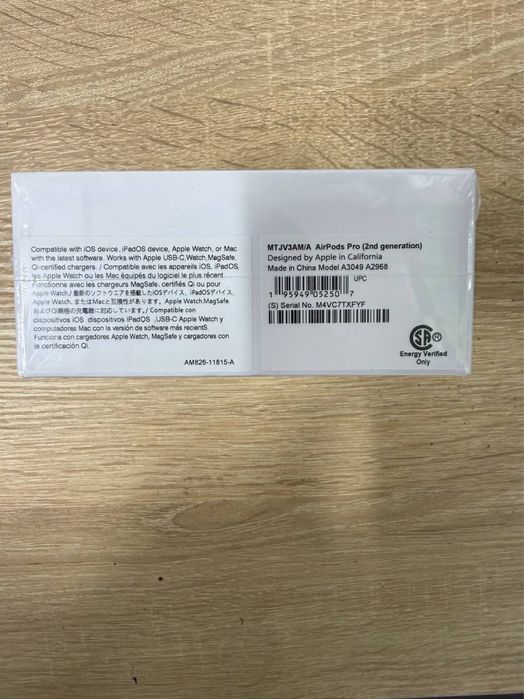 Compatible with iOS device, iPadOS device, Apple Watch, or Mac
with the latest software. Works with Apple USB-C,Watch,MagSafe,
Qi-certified chargers. / Compatible avec les appareils iOS, iPadOS,
les Apple Watch ou les Mac équipés du logiciel le plus récent.
Fonctionne avec les chargeurs MagSafe, certifés Qi ou pour
Apple Watch./ 最新のソフトウエアを搭載したiOSデバイス、iPadOSデバイス、
Apple Watch, またはMacと互換性があります。Apple Watch,MagSafe,
およびQi規格の充電器に対応しています。/ Compatible con
dispositivos iOS dispositivos iPadOS ,USB-C Apple Watch y
computadores Mac con la versión de software más recientS.
Funciona con cargadores Apple Watch, MagSafe y cargadores con
la certificación Qi.
AM826-11815-A
MTJV3AM/A AirPods Pro (2nd generation)
Designed by Apple in California
Made in China Model A3049 A2968
UPC
1 95949 05250 7
(S) Serial No. M4VC7TXFYF
SA ®
Energy Verified
Only